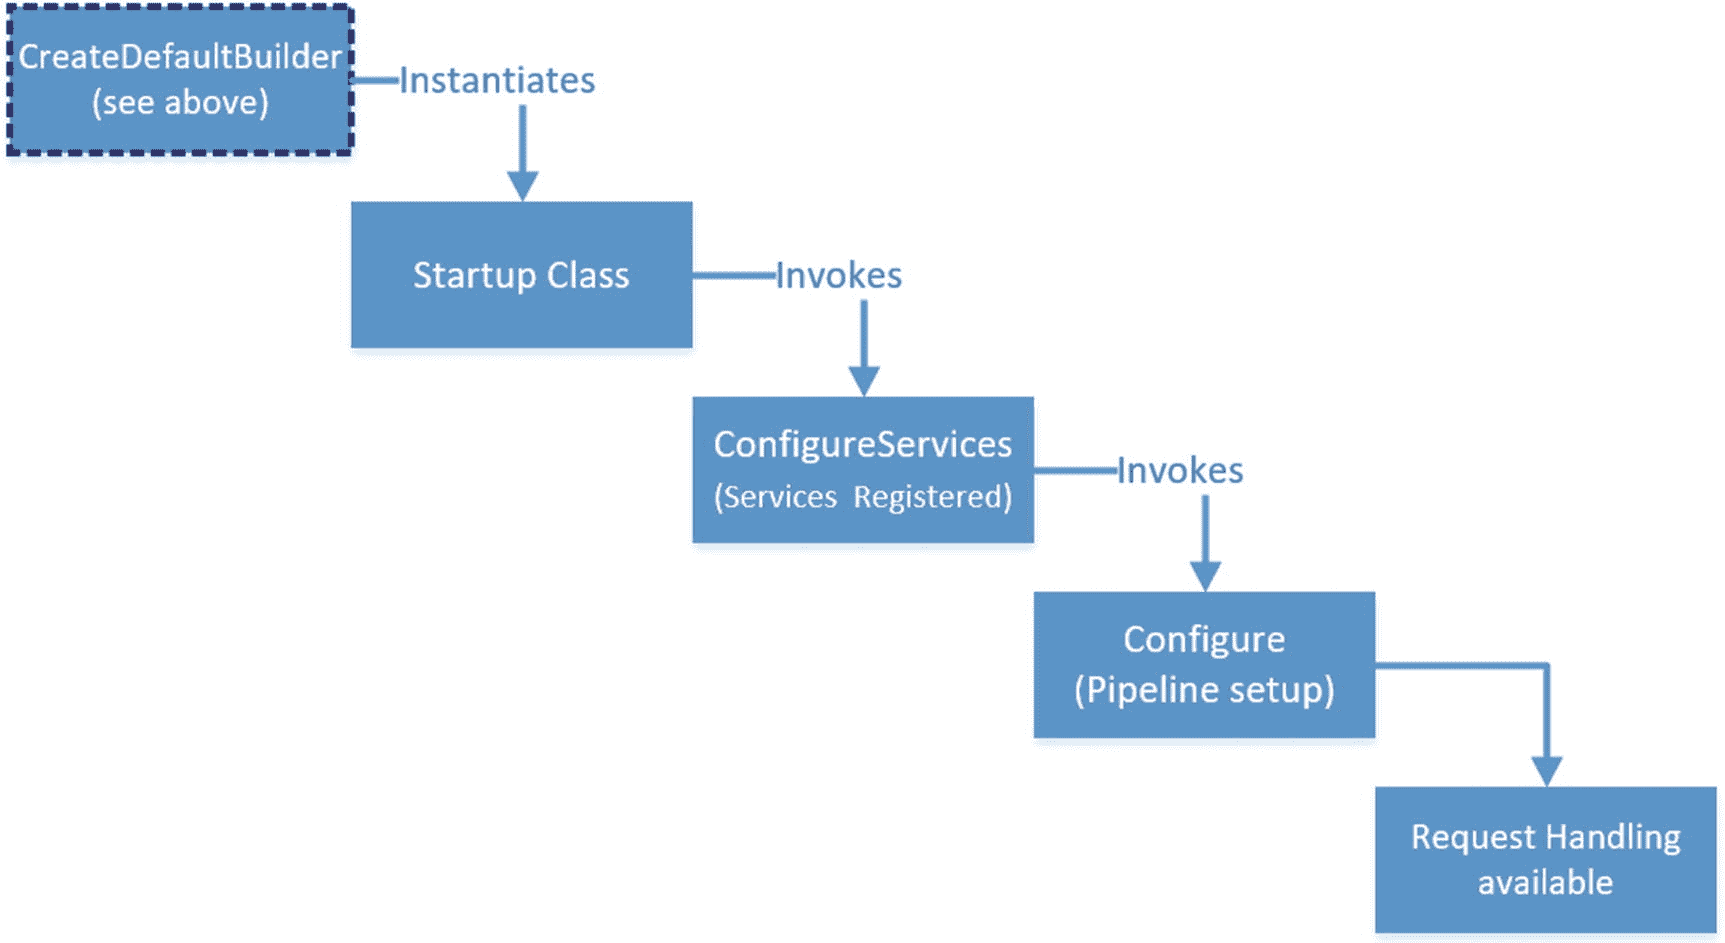 CreateDefaultBuilder
(see above)
Instantiates
Startup Class
Invokes
ConfigureServices
(Services Registered)
Invokes
Configure
(Pipeline setup)
Request Handling
available